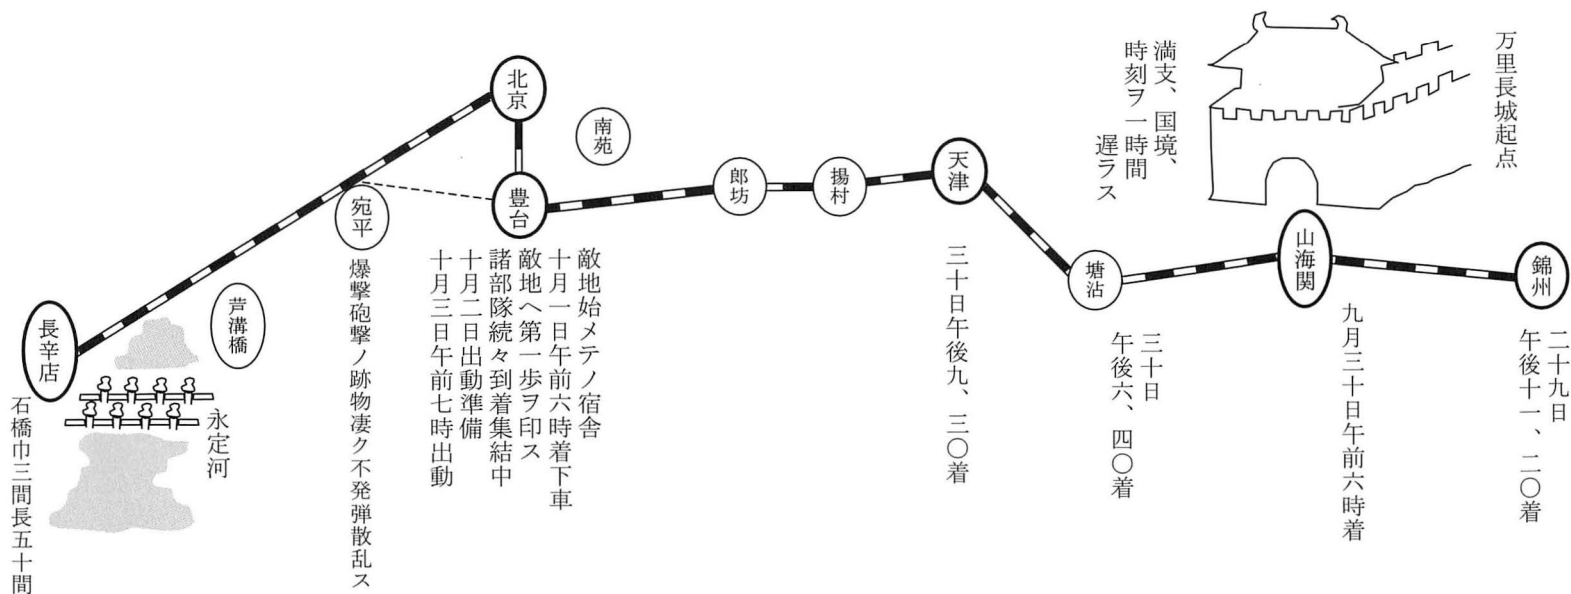 万里長城起点
満支、国境、
時刻ヲ一時間
遅ラス
錦州
二十九日
午後十一、二〇着
山海関
九月三十日午前六時着
塘沽
三十日
午後六、四〇着
天津
三十日午後九、三〇着
揚村
郎坊
南苑
北京
豊台
敵地始メテノ宿舎
十月一日午前六時着下車
敵地へ第一歩ヲ印ス
諸部隊続々到着集結中
十月二日出動準備
十月三日午前七時出動
宛平
爆撃砲撃ノ跡物凄ク不発弾散乱ス
芦溝橋
永定河
長辛店
石橋巾三間長五十間